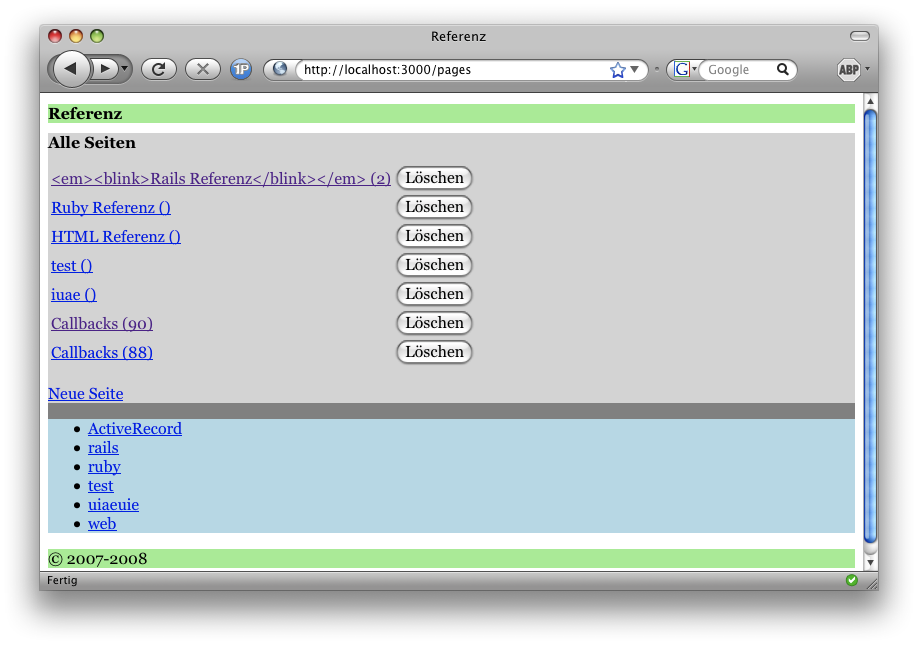 Referenz
1P
http://localhost:3000/pages
G
Google
ABP
Referenz
Alle Seiten
<em><blink>Rails Referenz</blink></em> (2) Löschen
Ruby Referenz () Löschen
HTML Referenz () Löschen
test () Löschen
iuae () Löschen
Callbacks (90) Löschen
Callbacks (88) Löschen
Neue Seite
ActiveRecord
rails
ruby
test
uiaeuie
web
© 2007-2008
Fertig